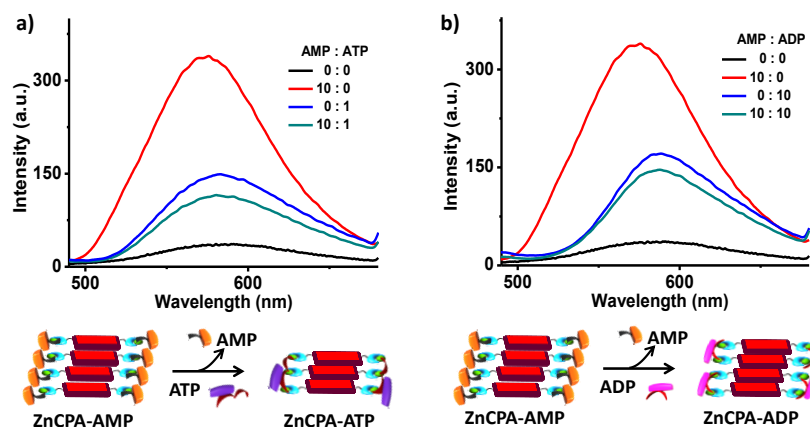 a)
AMP : ATP
0 : 0
10 : 0
0 : 1
10 : 1
300
150
0
Intensity (a.u.)
500
600
Wavelength (nm)
AMP
ATP
ZnCPA-AMP
ZnCPA-ATP
b)
AMP : ADP
0 : 0
10 : 0
0 : 10
10 : 10
300
150
0
Intensity (a.u.)
500
600
Wavelength (nm)
AMP
ADP
ZnCPA-AMP
ZnCPA-ADP